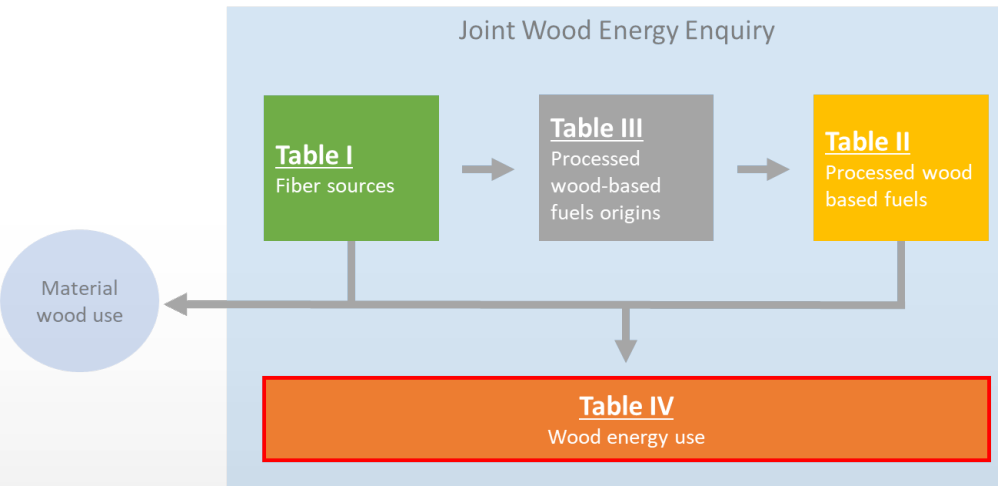 Joint Wood Energy Enquiry
Table I
Fiber sources
Table III
Processed
wood-based
fuels origins
Table II
Processed wood
based fuels
Material
wood use
Table IV
Wood energy use